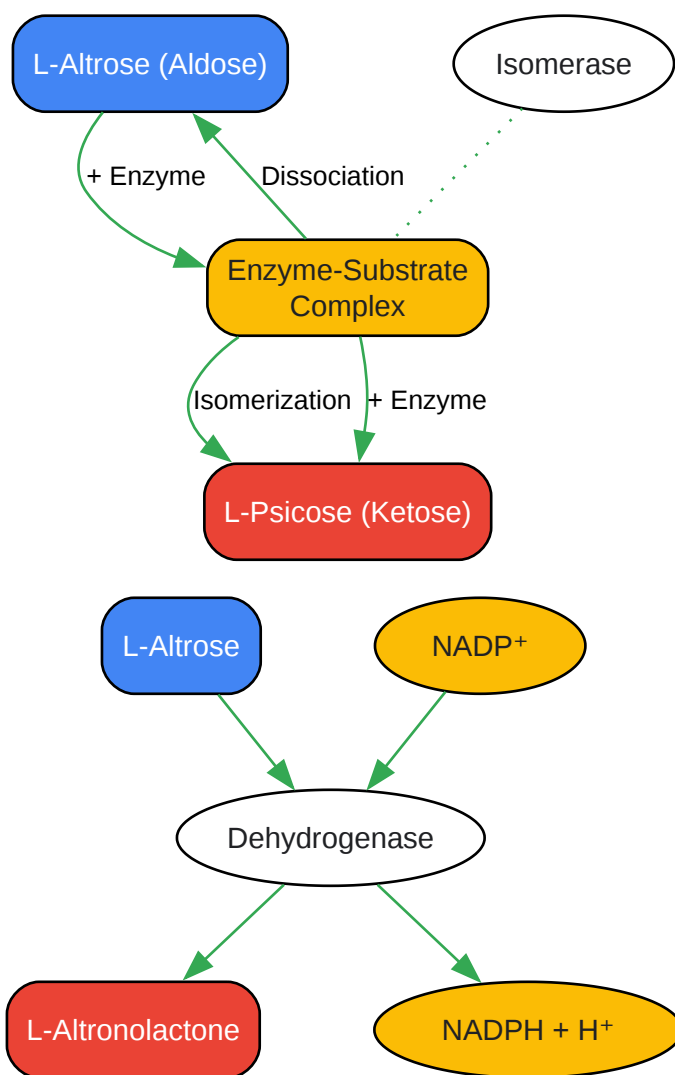 L-Altrose (Aldose)
Isomerase
+ Enzyme
Dissociation
Enzyme-Substrate
Complex
Isomerization
+ Enzyme
L-Psicose (Ketose)
L-Altrose
NADP⁺
Dehydrogenase
L-Altronolactone
NADPH + H⁺